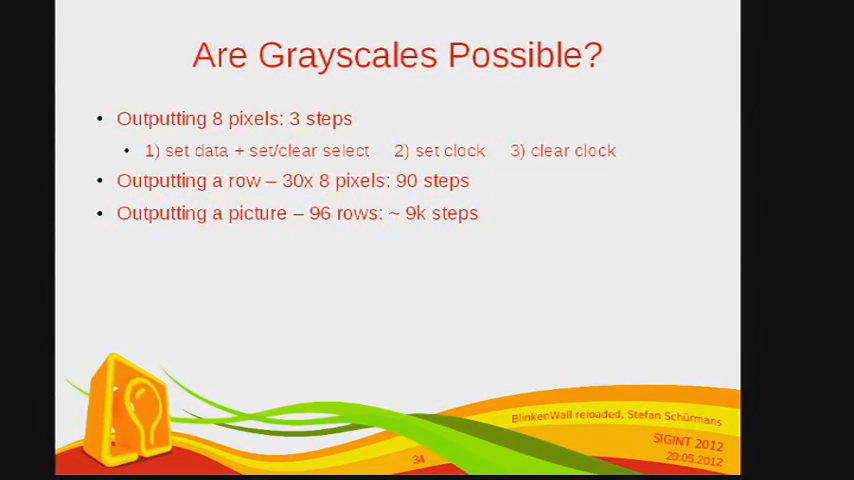 Are Grayscales Possible?
• Outputting 8 pixels: 3 steps
• 1) set data + set/clear select 2) set clock 3) clear clock
• Outputting a row – 30x 8 pixels: 90 steps
• Outputting a picture – 96 rows: ~ 9k steps
BlinkenWall reloaded, Stefan Schürmans
SIGINT 2012
34
20.05.2012